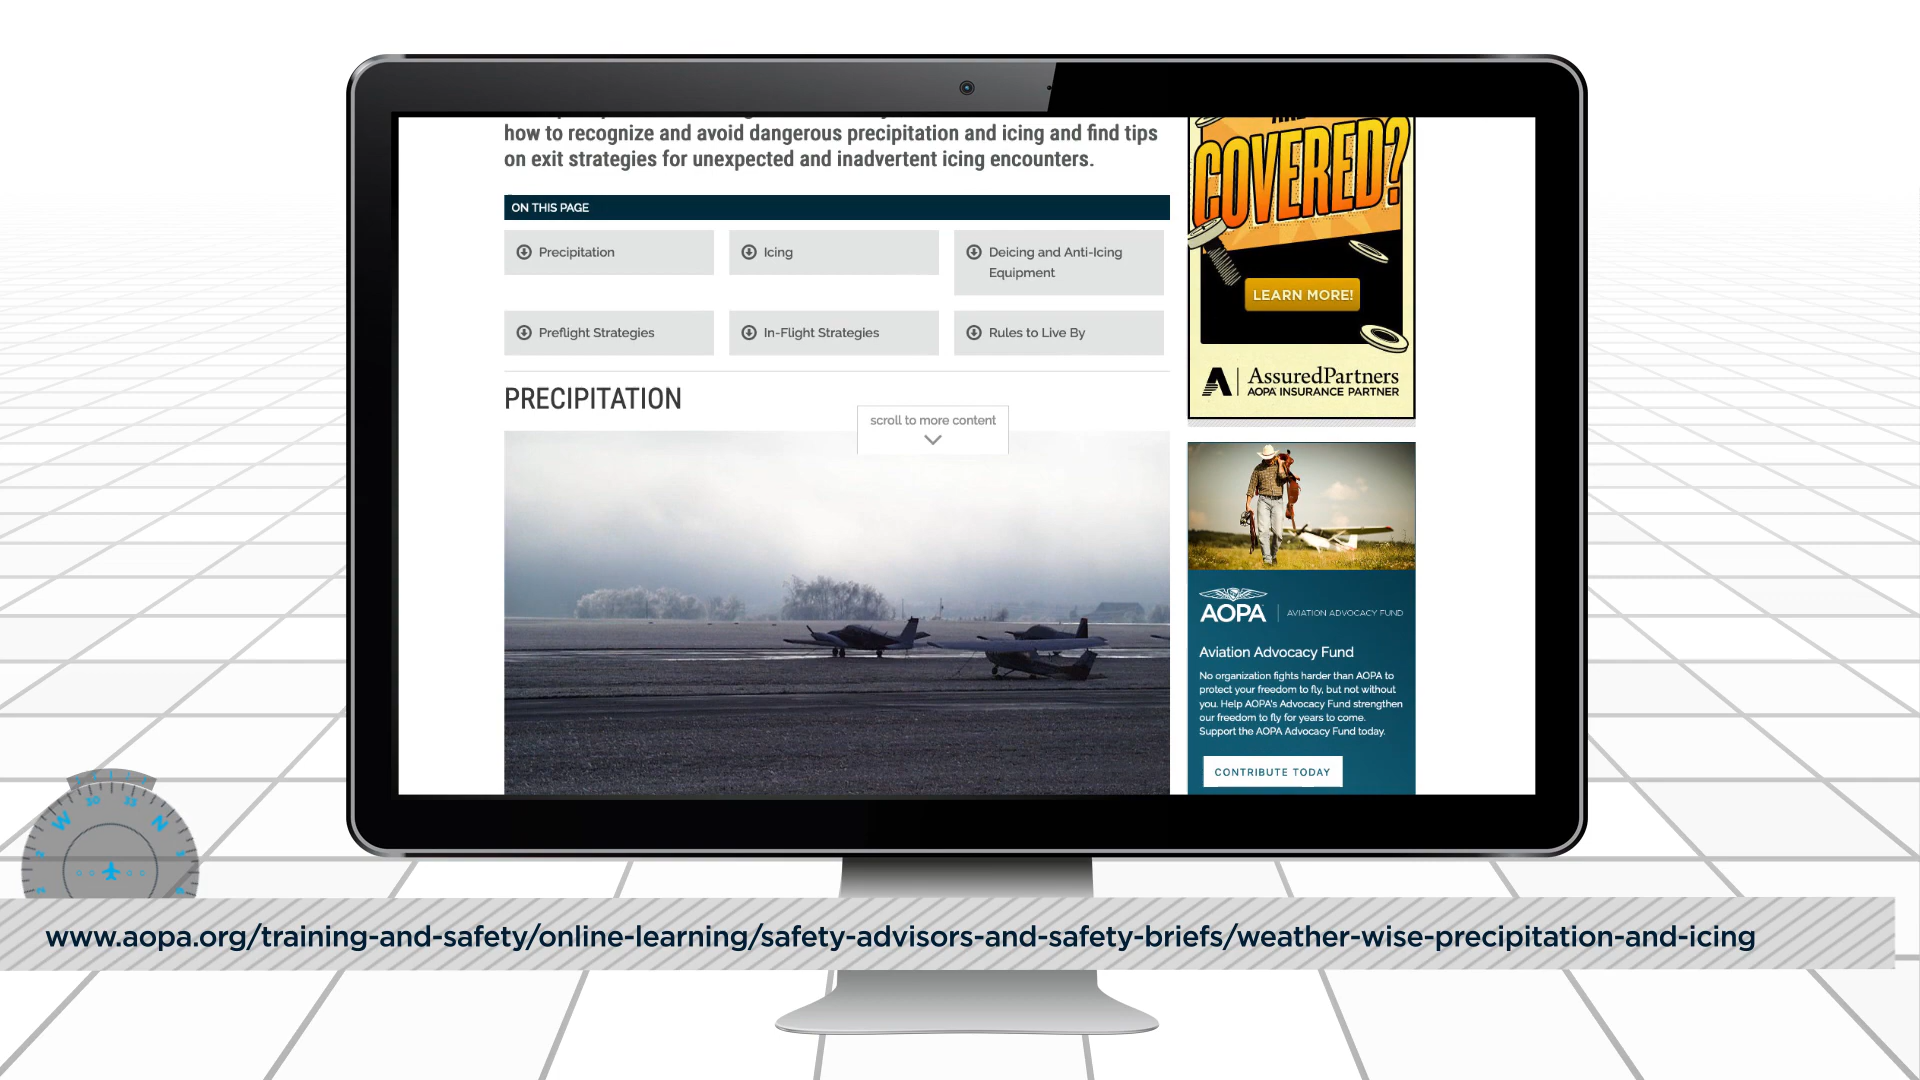 how to recognize and avoid dangerous precipitation and icing and find tips
on exit strategies for unexpected and inadvertent icing encounters.
ON THIS PAGE
Precipitation
Icing
Deicing and Anti-Icing
Equipment
Preflight Strategies
In-Flight Strategies
Rules to Live By
PRECIPITATION
scroll to more content
COVERED?
LEARN MORE!
AssuredPartners
AOPA INSURANCE PARTNER
AOPA
AVIATION ADVOCACY FUND
Aviation Advocacy Fund
No organization fights harder than AOPA to
protect your freedom to fly, but not without
you. Help AOPA's Advocacy Fund strengthen
our freedom to fly for years to come.
Support the AOPA Advocacy Fund today.
CONTRIBUTE TODAY
W
30
33
N
www.aopa.org/training-and-safety/online-learning/safety-advisors-and-safety-briefs/weather-wise-precipitation-and-icing